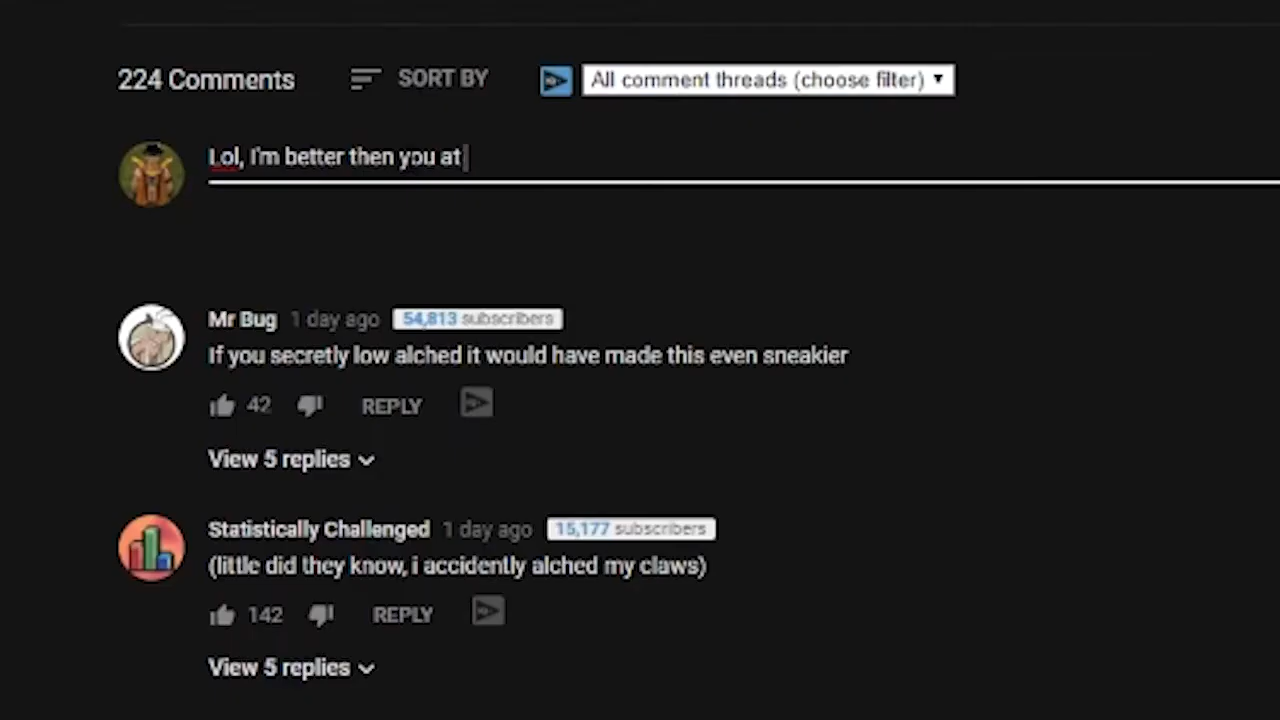 224 Comments SORT BY All comment threads (choose filter)
Lol, I'm better then you at
Mr Bug 1 day ago 54,813 subscribers
If you secretly low alched it would have made this even sneakier
42 REPLY
View 5 replies
Statistically Challenged 1 day ago 15,177 subscribers
(little did they know, i accidently alched my claws)
142 REPLY
View 5 replies